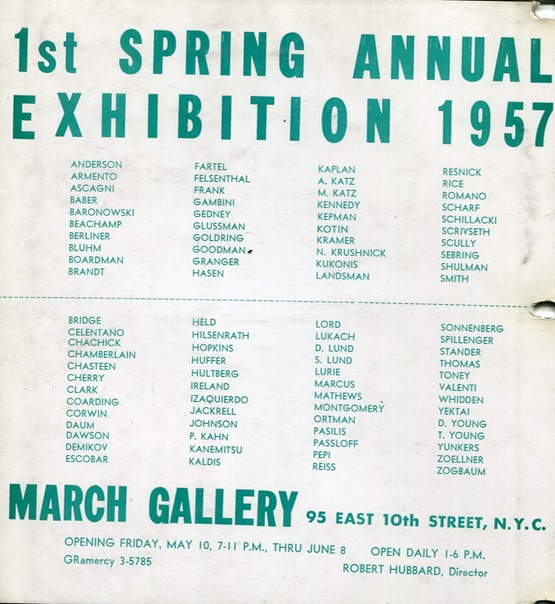 1st SPRING ANNUAL
EXHIBITION 1957
ANDERSON
ARMENTO
ASCAGNI
BABER
BARONOWSKI
BEACHAMP
BERLINER
BLUHM
BOARDMAN
BRANDT
FARTEL
FELSENTHAL
FRANK
GAMBINI
GEDNEY
GLUSSMAN
GOLDRING
GOODMAN
GRANGER
HASEN
KAPLAN
A. KATZ
M. KATZ
KENNEDY
KEPMAN
KOTIN
KRAMER
N. KRUSHNICK
KUKONIS
LANDSMAN
RESNICK
RICE
ROMANO
SCHARF
SCHILLACKI
SCRIVSETH
SCULLY
SEBRING
SHULMAN
SMITH
BRIDGE
CELENTANO
CHACHICK
CHAMBERLAIN
CHASTEEN
CHERRY
CLARK
COARDING
CORWIN
DAUM
DAWSON
DEMIKOV
ESCOBAR
HELD
HILSENRATH
HOPKINS
HUFFER
HULTBERG
IRELAND
IZAQUIERDO
JACKRELL
JOHNSON
P. KAHN
KANEMITSU
KALDIS
LORD
LUKACH
D. LUND
S. LUND
LURIE
MARCUS
MATHEWS
MONTGOMERY
ORTMAN
PASILIS
PASSLOFF
PEPI
REISS
SONNENBERG
SPILLENGER
STANDER
THOMAS
TONEY
VALENTI
WHIDDEN
YEKTAI
D. YOUNG
T. YOUNG
YUNKERS
ZOELLNER
ZOGBAUM
MARCH GALLERY 95 EAST 10th STREET, N.Y.C.
OPENING FRIDAY, MAY 10, 7-11 P.M., THRU JUNE 8 OPEN DAILY 1-6 P.M.
GRamercy 3-5785 ROBERT HUBBARD, Director